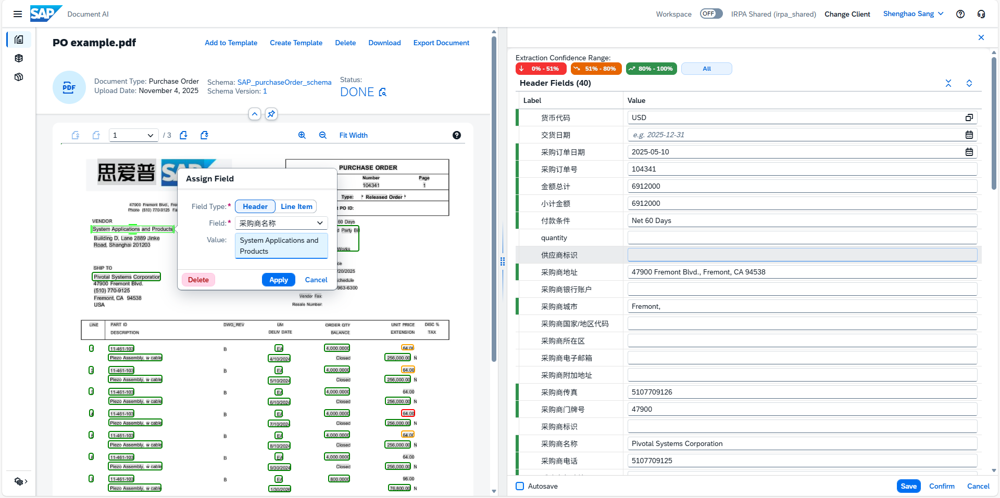 SAP Document AI
Workspace OFF IRPA Shared (irpa_shared) Change Client Shenghao Sang
PO example.pdf
Add to Template Create Template Delete Download Export Document
PDF
Document Type: Purchase Order
Upload Date: November 4, 2025
Schema: SAP_purchaseOrder_schema
Schema Version: 1
Status:
DONE
1 / 3
Fit Width
思爱普
PURCHASE ORDER
Number Page
104341 1
Type: * Released Order *
PO ID:
47900 Fremont Blvd.,
Phone (510) 770-9125
VENDOR
System Applications and Products
Building D, Lane 2889 Jinke
Road, Shanghai 201203
60 Days
Party
Works
SHIP TO
Pivotal Systems Corporation
47900 Fremont Blvd.
(510) 770-9125
Fremont, CA 94538
USA
/20/2025
963-6300
Vendor Fax:
Resale Number:
Assign Field
Field Type:* Header Line Item
Field:* 采购商名称
Value: System Applications and
Products
Delete Apply Cancel
LINE PART ID DWG_REV UM ORDER QTY UNIT PRICE DISC %
DESCRIPTION DELIV DATE BALANCE EXTENSION TAX
1 11-461-103 B EA 4,000.0000 64.00
Piezo Assembly, w cable 4/10/2024 Closed 256,000.00 N
2 11-461-103 B EA 4,000.0000 64.00
Piezo Assembly, w cable 5/10/2024 Closed 256,000.00 N
3 11-461-103 B EA 4,000.0000 64.00
Piezo Assembly, w cable 6/10/2024 Closed 256,000.00 N
4 11-461-103 B EA 4,000.0000 64.00
Piezo Assembly, w cable 7/10/2024 Closed 256,000.00 N
5 11-461-103 B EA 4,000.0000 64.00
Piezo Assembly, w cable 8/10/2024 Closed 256,000.00 N
6 11-461-103 B EA 4,000.0000 64.00
Piezo Assembly, w cable 9/30/2024 Closed 256,000.00 N
7 11-461-103 B EA 800.0000 96.00
Piezo Assembly, w cable 1/30/2026 76,800.00 N
Extraction Confidence Range:
0% - 51% 51% - 80% 80% - 100% All
Header Fields (40)
Label Value
货币代码 USD
交货日期 e.g. 2025-12-31
采购订单日期 2025-05-10
采购订单号 104341
金额总计 6912000
小计金额 6912000
付款条件 Net 60 Days
quantity
供应商标识
采购商地址 47900 Fremont Blvd., Fremont, CA 94538
采购商银行账户
采购商城市 Fremont,
采购商国家/地区代码
采购商所在区
采购商电子邮箱
采购商附加地址
采购商传真 5107709126
采购商门牌号 47900
采购商标识
采购商名称 Pivotal Systems Corporation
采购商电话 5107709125
Autosave Save Confirm Cancel